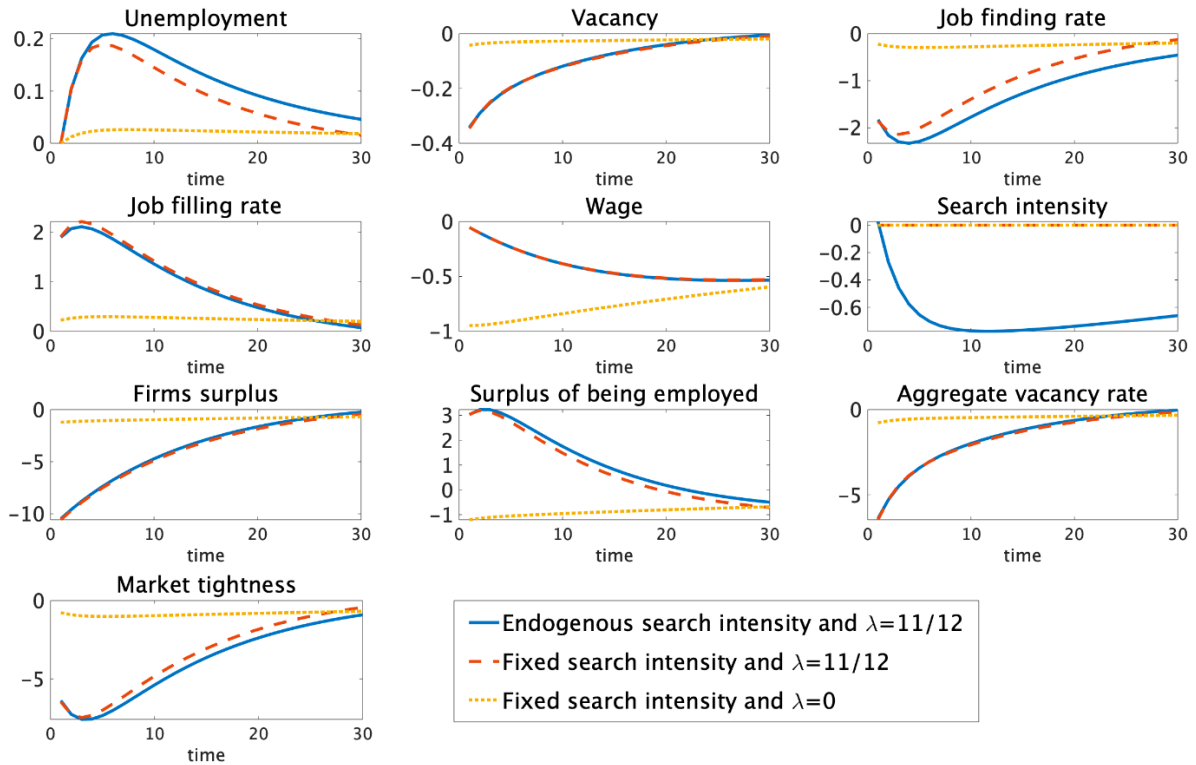 Unemployment
0.2
0.1
0
0 10 20 30
time
Vacancy
0
-0.2
-0.4
0 10 20 30
time
Job finding rate
0
-1
-2
0 10 20 30
time
Job filling rate
2
1
0
0 10 20 30
time
Wage
0
-0.5
-1
0 10 20 30
time
Search intensity
0
-0.2
-0.4
-0.6
0 10 20 30
time
Firms surplus
0
-5
-10
0 10 20 30
time
Surplus of being employed
3
2
1
1
0
-1
0 10 20 30
time
Aggregate vacancy rate
0
-5
0 10 20 30
time
Market tightness
0
-5
0 10 20 30
time
Endogenous search intensity and λ=11/12
Fixed search intensity and λ=11/12
Fixed search intensity and λ=0